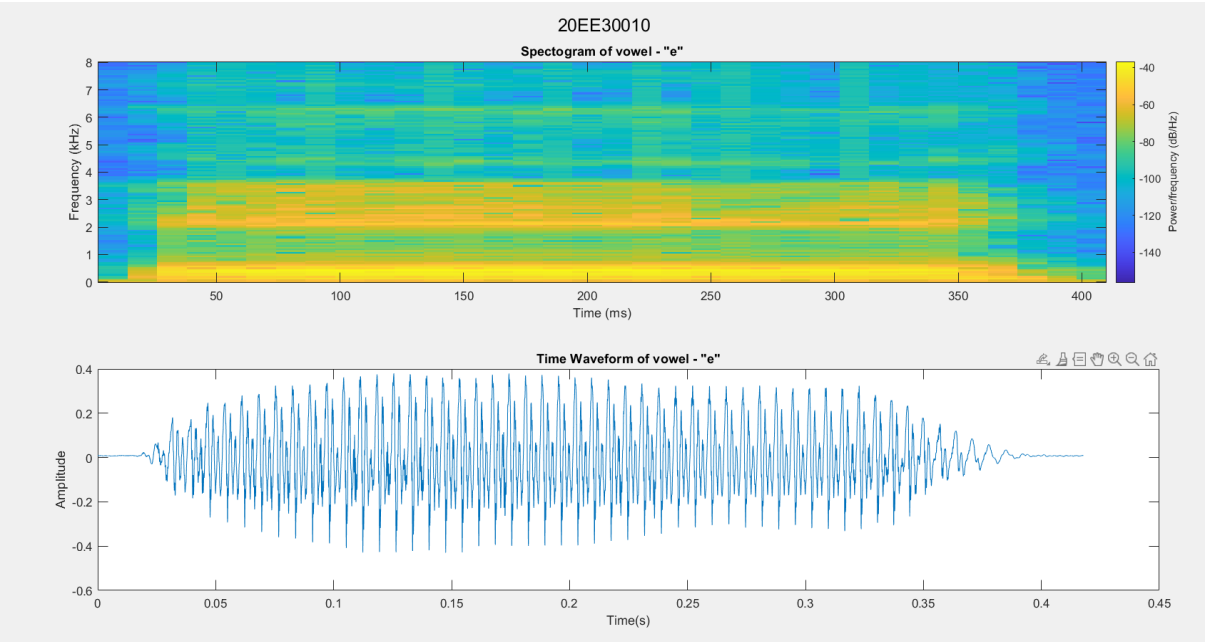 20EE30010
Spectogram of vowel - "e"
8
7
6
5
4
3
2
1
0
Frequency (kHz)
50 100 150 200 250 300 350 400
Time (ms)
-40
-60
-80
-100
-120
-140
Power/frequency (dB/Hz)
Time Waveform of vowel - "e"
0.4
0.2
0
-0.2
-0.4
-0.6
Amplitude
0 0.05 0.1 0.15 0.2 0.25 0.3 0.35 0.4 0.45
Time(s)